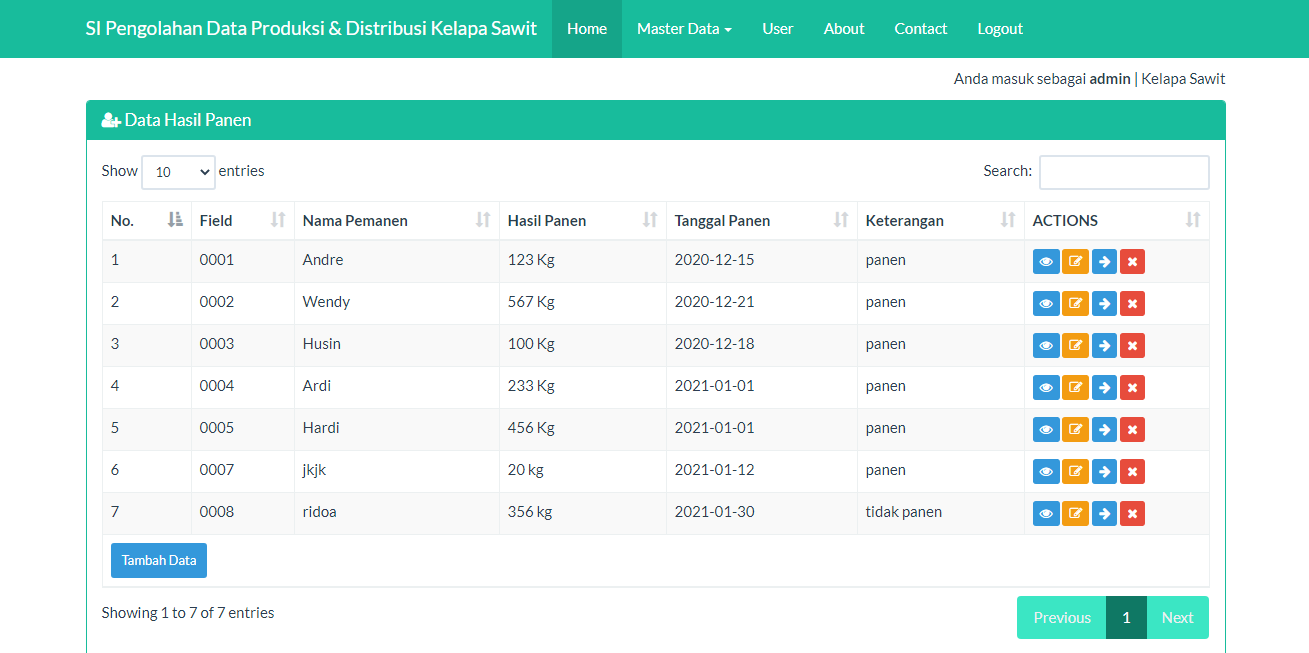 SI Pengolahan Data Produksi & Distribusi Kelapa Sawit Home Master Data User About Contact Logout
Anda masuk sebagai admin | Kelapa Sawit
Data Hasil Panen
Show 10 entries Search:
No. Field Nama Pemanen Hasil Panen Tanggal Panen Keterangan ACTIONS
1 0001 Andre 123 Kg 2020-12-15 panen
2 0002 Wendy 567 Kg 2020-12-21 panen
3 0003 Husin 100 Kg 2020-12-18 panen
4 0004 Ardi 233 Kg 2021-01-01 panen
5 0005 Hardi 456 Kg 2021-01-01 panen
6 0007 jkjk 20 kg 2021-01-12 panen
7 0008 ridoa 356 kg 2021-01-30 tidak panen
Tambah Data
Showing 1 to 7 of 7 entries Previous 1 Next